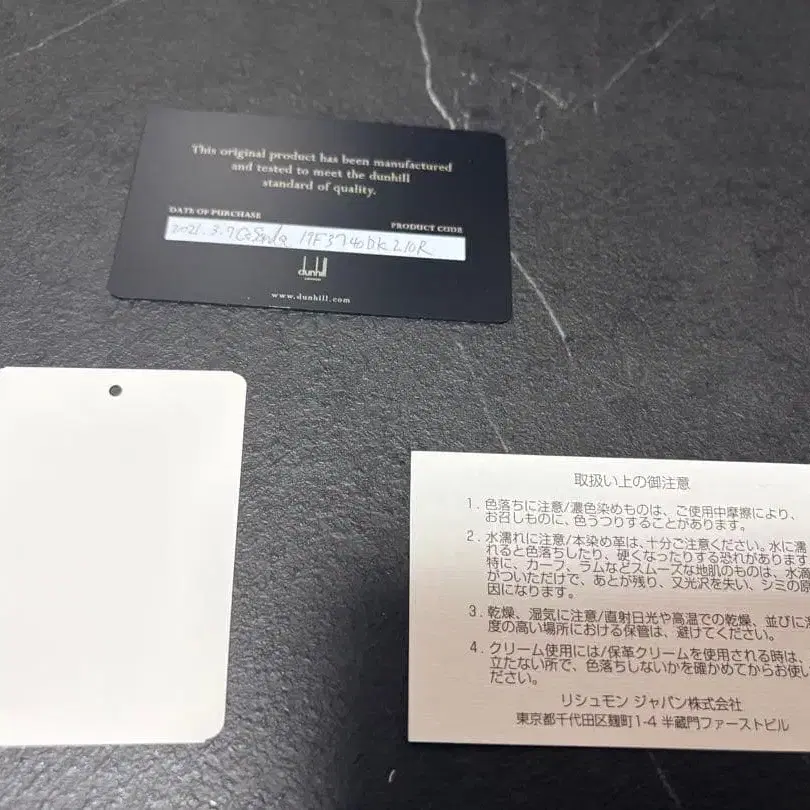 This original product has been manufactured
and tested to meet the dunhill
standard of quality.
DATE OF PURCHASE
PRODUCT CODE
2021.3.7 19F3740DK210R
dunhill
LONDON
www.dunhill.com
取扱い上の御注意
1. 色落ちに注意/濃色染めものは、ご使用中摩擦により、
お召しものに、色うつりすることがあります。
2. 水濡れに注意/本染め革は、十分ご注意ください。水に濡
れると色落ちしたり、硬くなったりする恐れがあります
特に、カーフ、ラムなどスムースな地肌のものは、水滴
がついただけで、あとが残り、又光沢を失い、シミの原
因になります。
3. 乾燥、湿気に注意/直射日光や高温での乾燥、並びに湿
度の高い場所における保管は、避けてください。
4. クリーム使用には/保革クリームを使用される時は、
立たない所で、色落ちしないかを確かめてからお使い
ださい。
リシュモン ジャパン株式会社
東京都千代田区麹町1-4 半蔵門ファーストビル